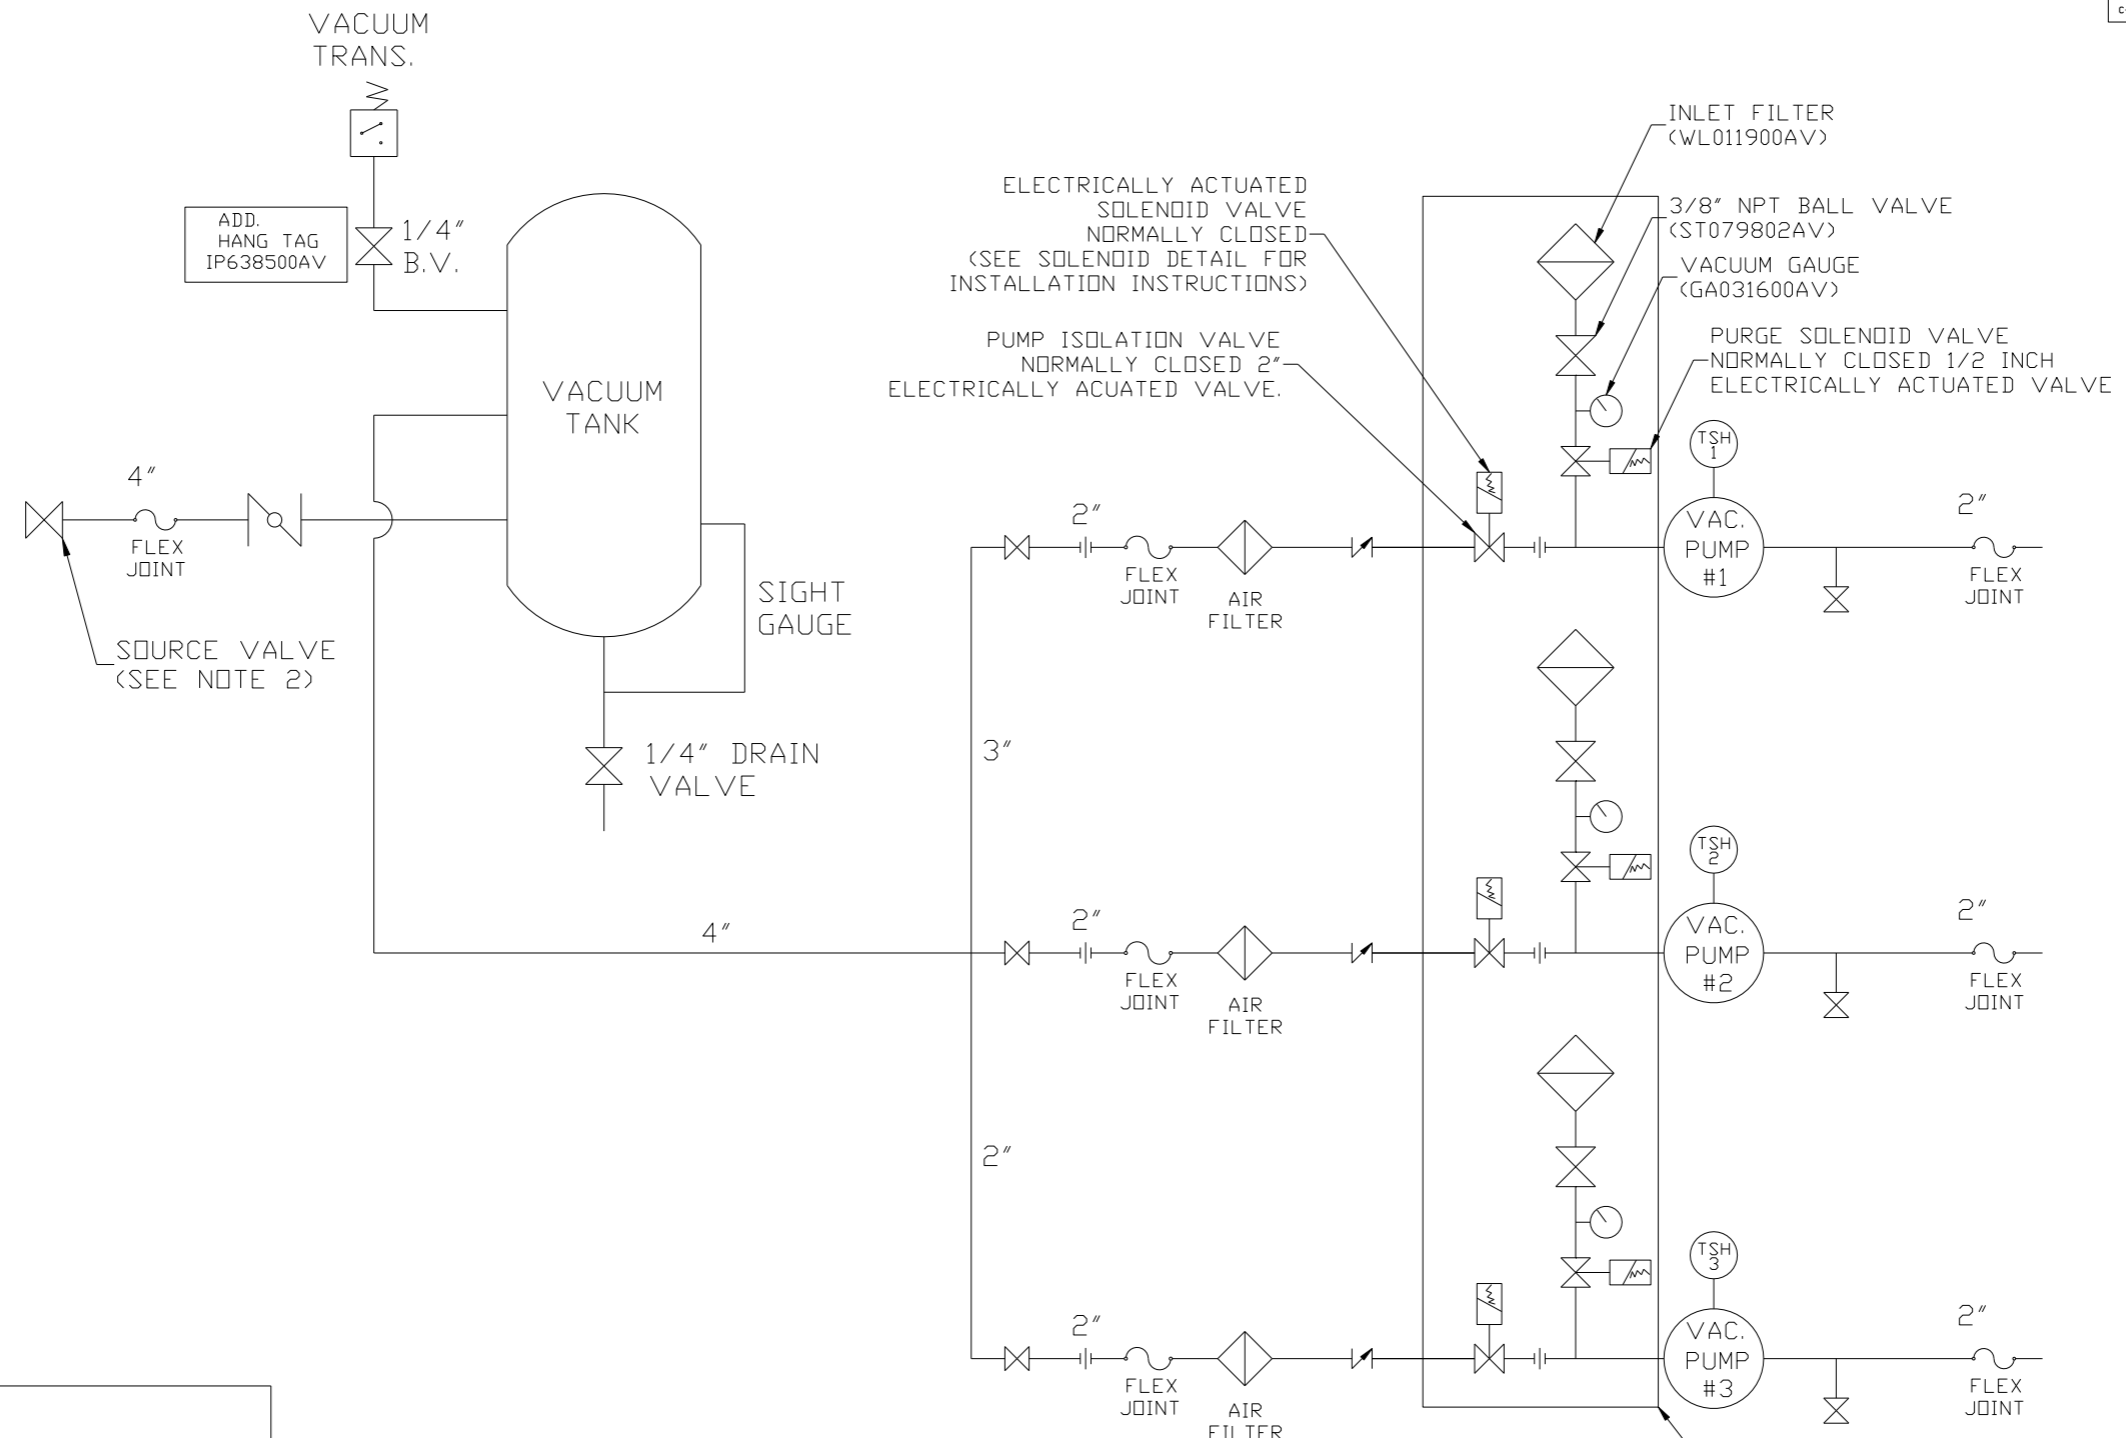 VACUUM
TRANS.
ADD.
HANG TAG
IP638500AV
1/4"
B.V.
VACUUM
TANK
4"
FLEX
JOINT
SOURCE VALVE
(SEE NOTE 2)
SIGHT
GAUGE
1/4" DRAIN
VALVE
4"
3"
2"
ELECTRICALLY ACTUATED
SOLENOID VALVE
NORMALLY CLOSED
(SEE SOLENOID DETAIL FOR
INSTALLATION INSTRUCTIONS)
PUMP ISOLATION VALVE
NORMALLY CLOSED 2"
ELECTRICALLY ACUATED VALVE.
INLET FILTER
(WL011900AV)
3/8" NPT BALL VALVE
(ST079802AV)
VACUUM GAUGE
(GA031600AV)
PURGE SOLENOID VALVE
NORMALLY CLOSED 1/2 INCH
ELECTRICALLY ACTUATED VALVE
2"
FLEX
JOINT
AIR
FILTER
TSH
1
VAC.
PUMP
#1
2"
FLEX
JOINT
2"
FLEX
JOINT
AIR
FILTER
TSH
2
VAC.
PUMP
#2
2"
FLEX
JOINT
2"
FLEX
JOINT
AIR
FILTER
TSH
3
VAC.
PUMP
#3
2"
FLEX
JOINT